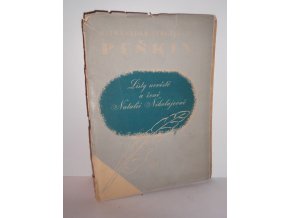 PUŠKIN
Listy nevěstě
a ženě
Natalii Nikolajevně